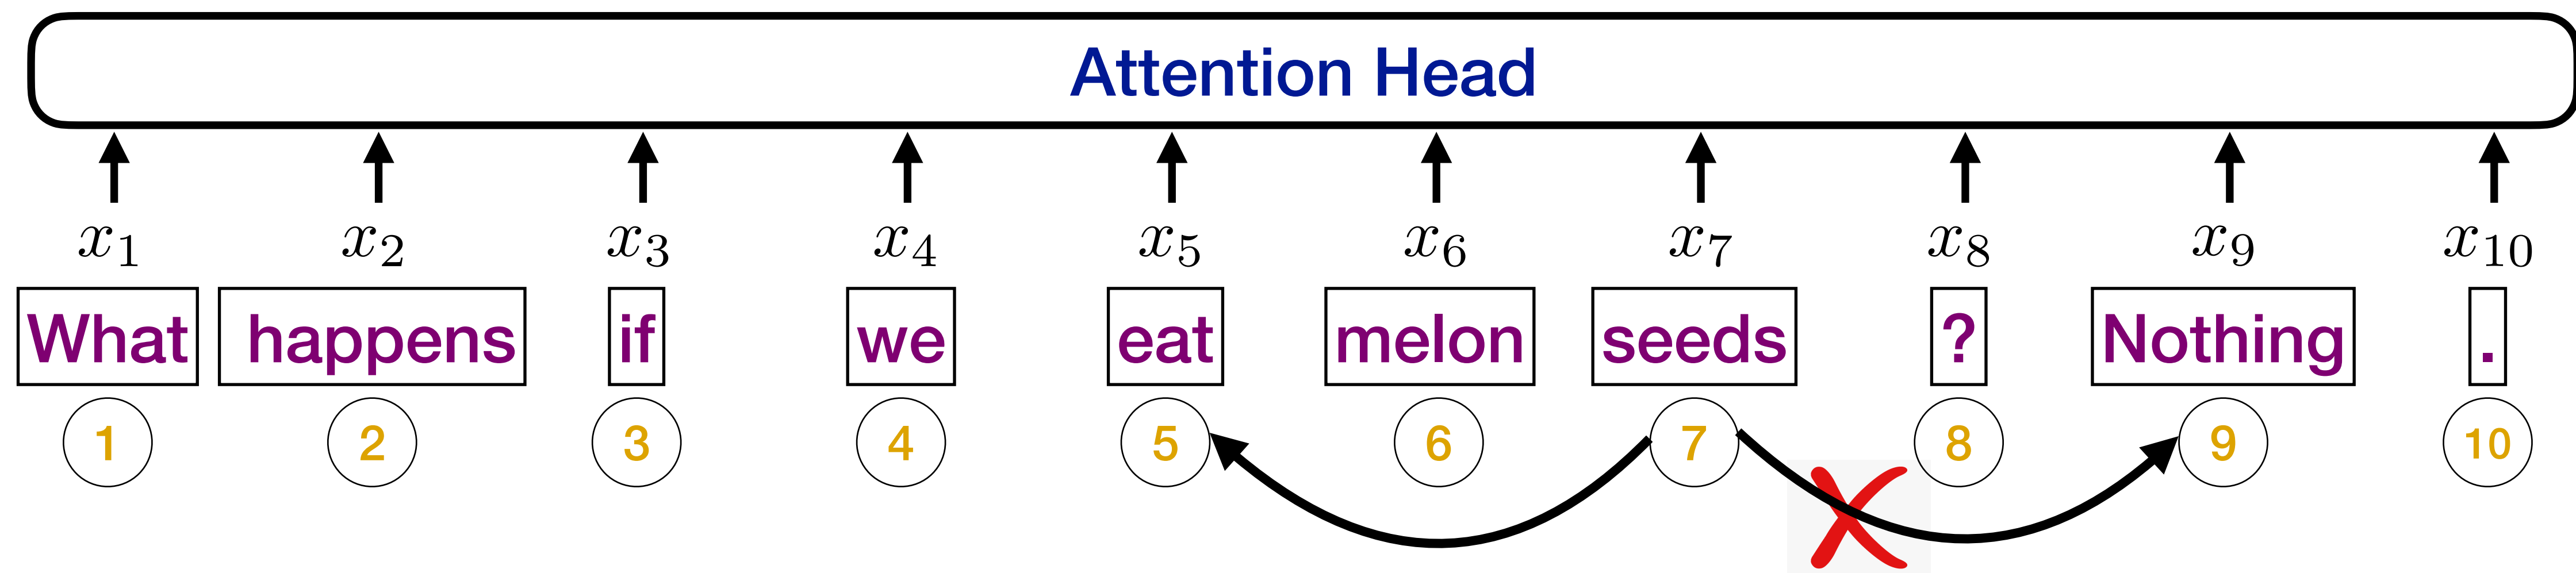 Attention Head
x₁ x₂ x₃ x₄ x₅ x₆ x₇ x₈ x₉ x₁₀
What happens if we eat melon seeds ? Nothing .
1 2 3 4 5 6 7 8 9 10